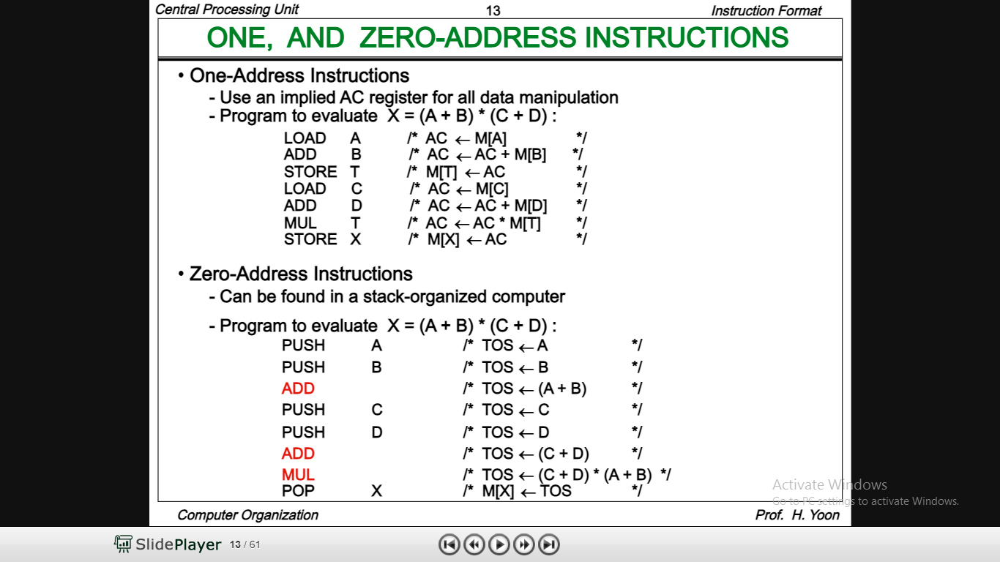 Central Processing Unit 13 Instruction Format
ONE, AND ZERO-ADDRESS INSTRUCTIONS
• One-Address Instructions
- Use an implied AC register for all data manipulation
- Program to evaluate X = (A + B) * (C + D) :
LOAD A /* AC ← M[A] */
ADD B /* AC ← AC + M[B] */
STORE T /* M[T] ← AC */
LOAD C /* AC ← M[C] */
ADD D /* AC ← AC + M[D] */
MUL T /* AC ← AC * M[T] */
STORE X /* M[X] ← AC */
• Zero-Address Instructions
- Can be found in a stack-organized computer
- Program to evaluate X = (A + B) * (C + D) :
PUSH A /* TOS ← A */
PUSH B /* TOS ← B */
ADD /* TOS ← (A + B) */
PUSH C /* TOS ← C */
PUSH D /* TOS ← D */
ADD /* TOS ← (C + D) */
MUL /* TOS ← (C + D) * (A + B) */
POP X /* M[X] ← TOS */
Activate Windows
Go to PC settings to activate Windows.
Computer Organization Prof. H. Yoon
SlidePlayer 13 / 61